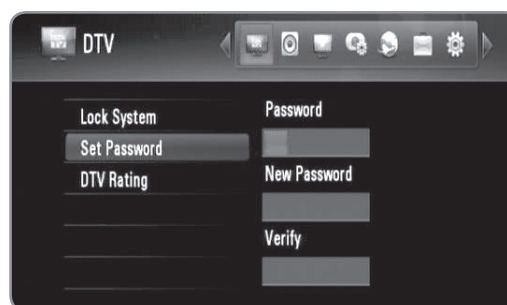 DTV
Lock System
Set Password
DTV Rating
Password
New Password
Verify